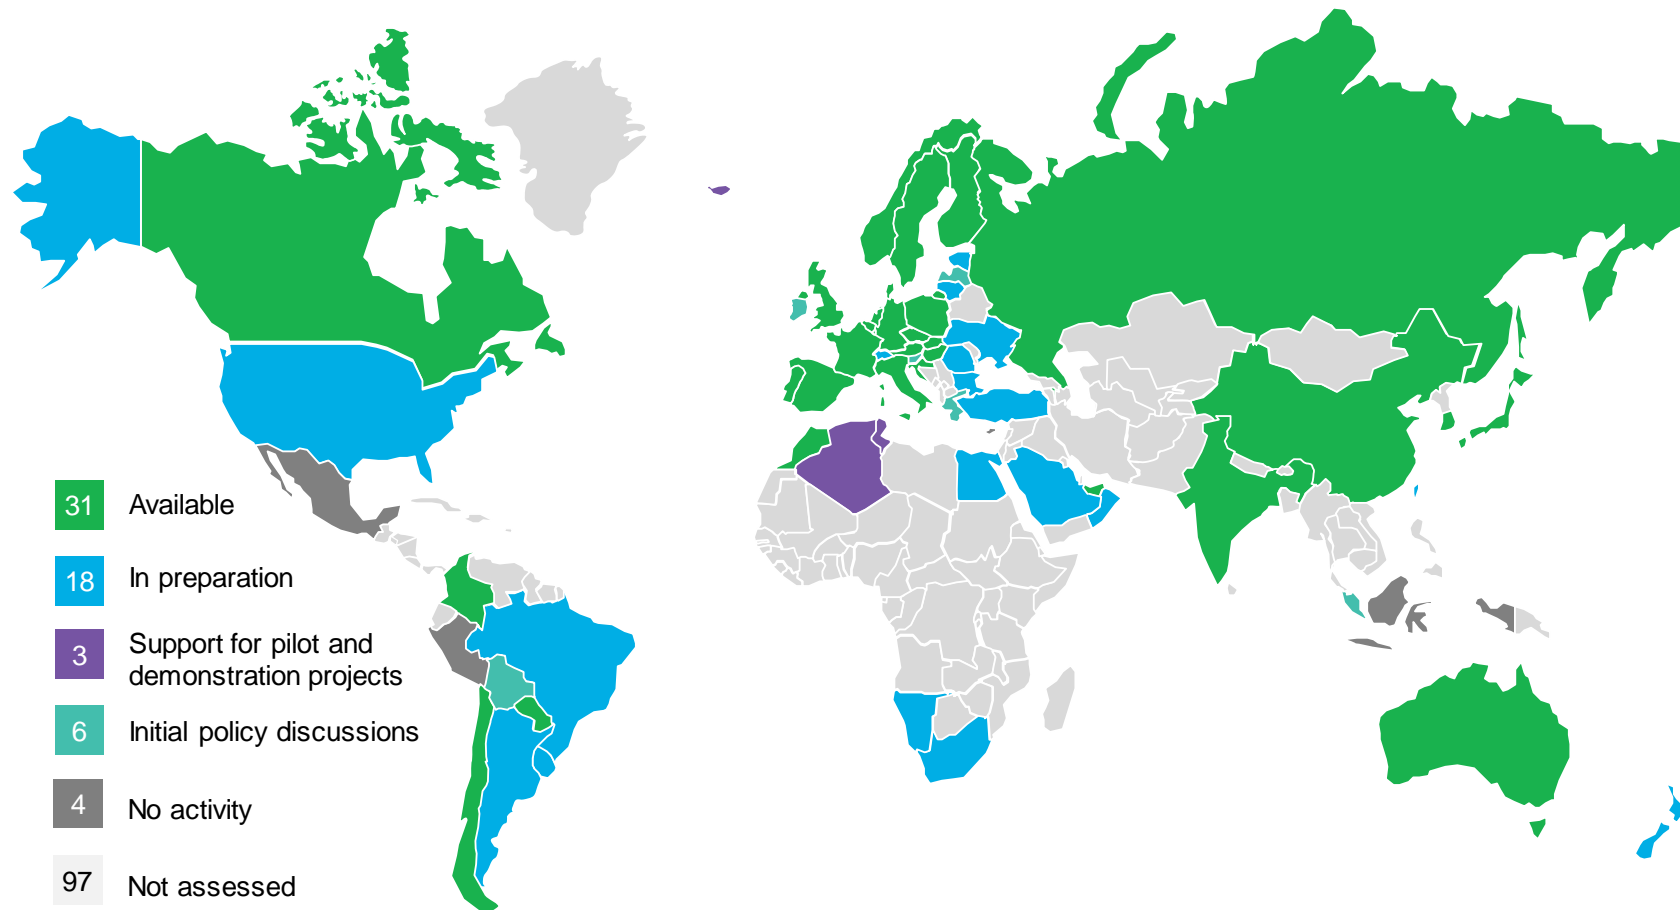 31 Available
18 In preparation
3 Support for pilot and
demonstration projects
6 Initial policy discussions
4 No activity
97 Not assessed